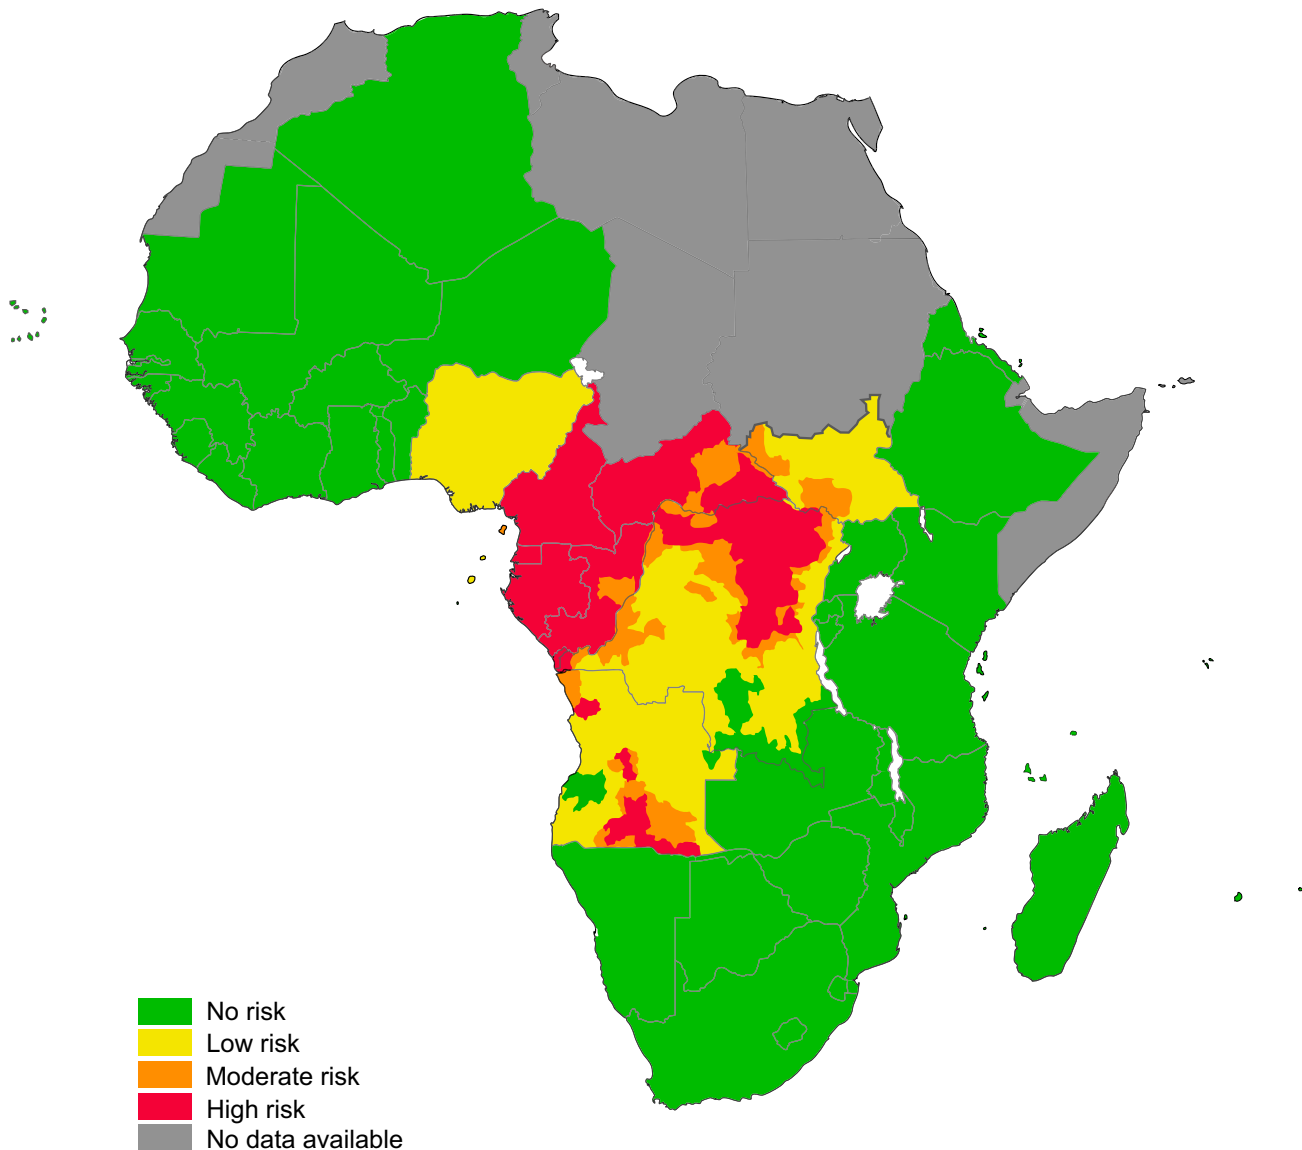 No risk
Low risk
Moderate risk
High risk
No data available